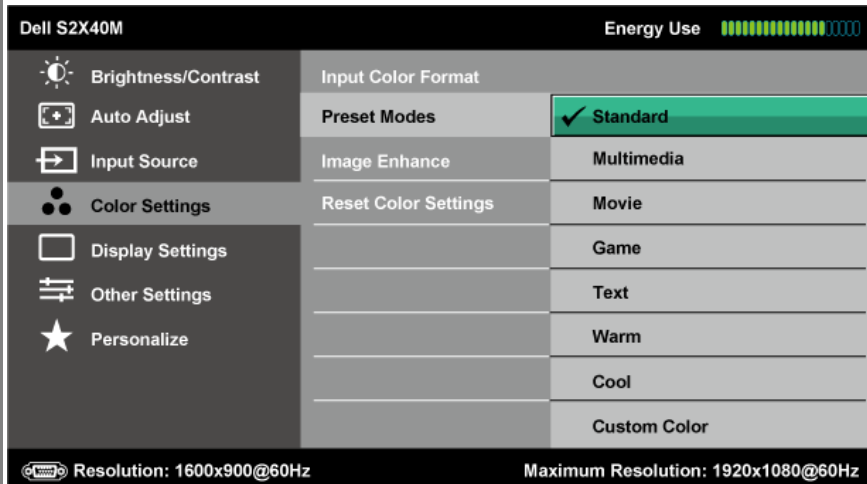 Dell S2X40M
Energy Use
Brightness/Contrast
Auto Adjust
Input Source
Color Settings
Display Settings
Other Settings
Personalize
Input Color Format
Preset Modes
Image Enhance
Reset Color Settings
Standard
Multimedia
Movie
Game
Text
Warm
Cool
Custom Color
Resolution: 1600x900@60Hz
Maximum Resolution: 1920x1080@60Hz